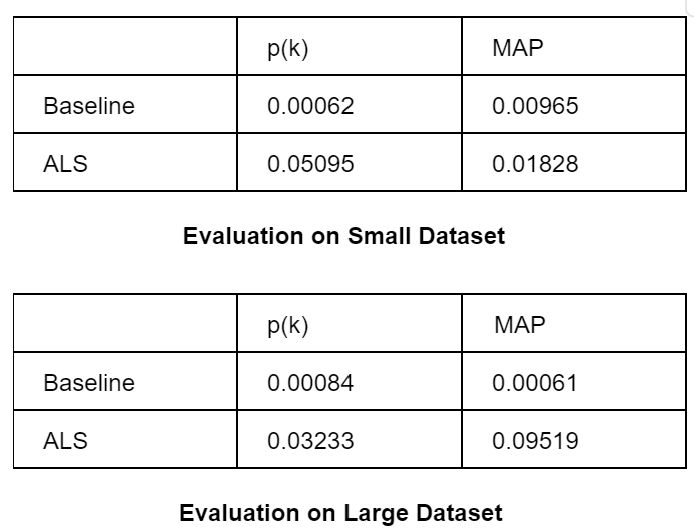 p(k) MAP
Baseline 0.00062 0.00965
ALS 0.05095 0.01828
Evaluation on Small Dataset
p(k) MAP
Baseline 0.00084 0.00061
ALS 0.03233 0.09519
Evaluation on Large Dataset